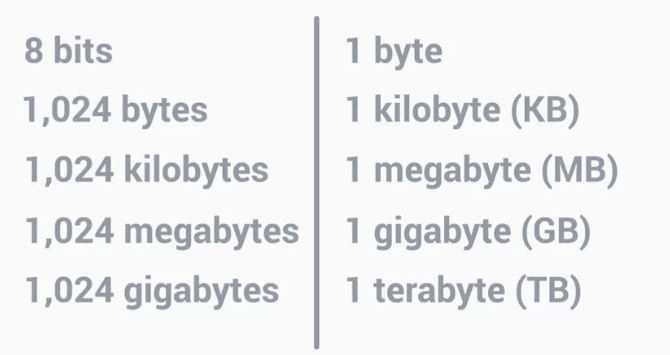 8 bits 1 byte
1,024 bytes 1 kilobyte (KB)
1,024 kilobytes 1 megabyte (MB)
1,024 megabytes 1 gigabyte (GB)
1,024 gigabytes 1 terabyte (TB)